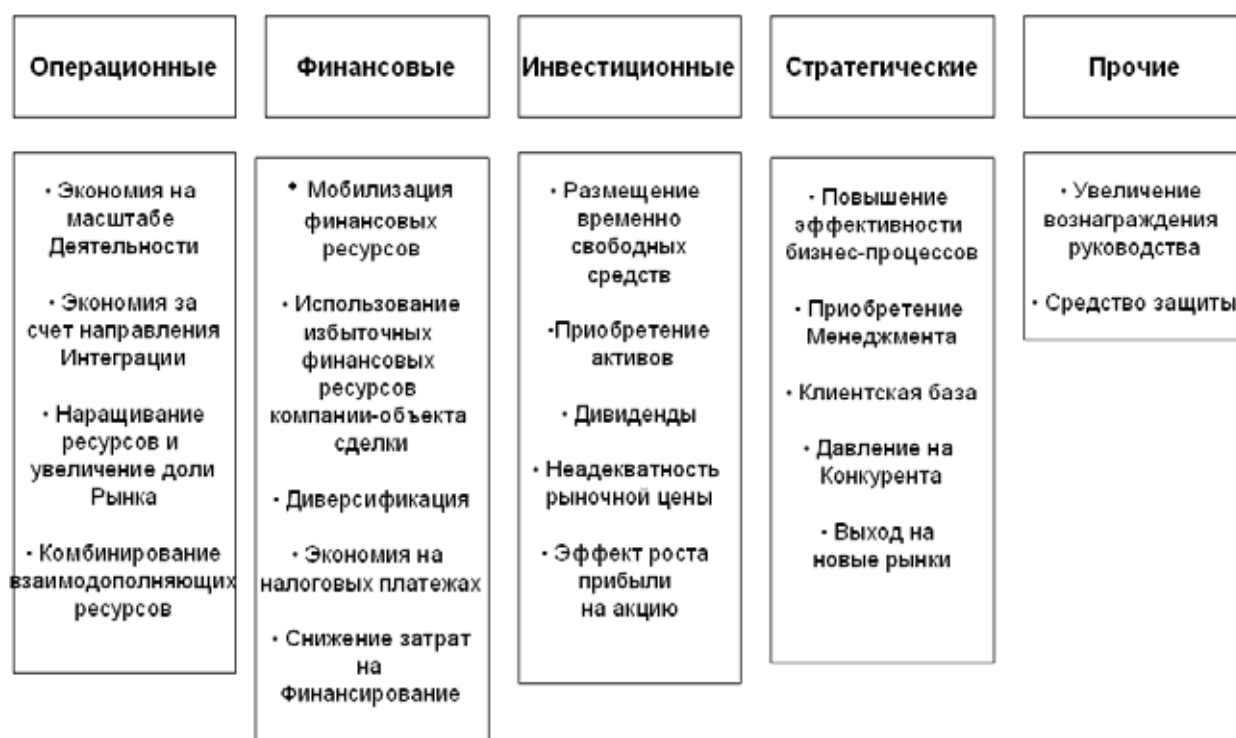 Операционные
Финансовые
Инвестиционные
Стратегические
Прочие
• Экономия на
масштабе
Деятельности
• Экономия за
счет направления
Интеграции
• Наращивание
ресурсов и
увеличение доли
Рынка
• Комбинирование
взаимодополняющих
ресурсов
• Мобилизация
финансовых
ресурсов
• Использование
избыточных
финансовых
ресурсов
компании-объекта
сделки
• Диверсификация
• Экономия на
налоговых платежах
• Снижение затрат
на
Финансирование
• Размещение
временно
свободных
средств
•Приобретение
активов
• Дивиденды
• Неадекватность
рыночной цены
• Эффект роста
прибыли
на акцию
• Повышение
эффективности
бизнес-процессов
• Приобретение
Менеджмента
• Клиентская база
• Давление на
Конкурента
• Выход на
новые рынки
• Увеличение
вознаграждения
руководства
• Средство защиты